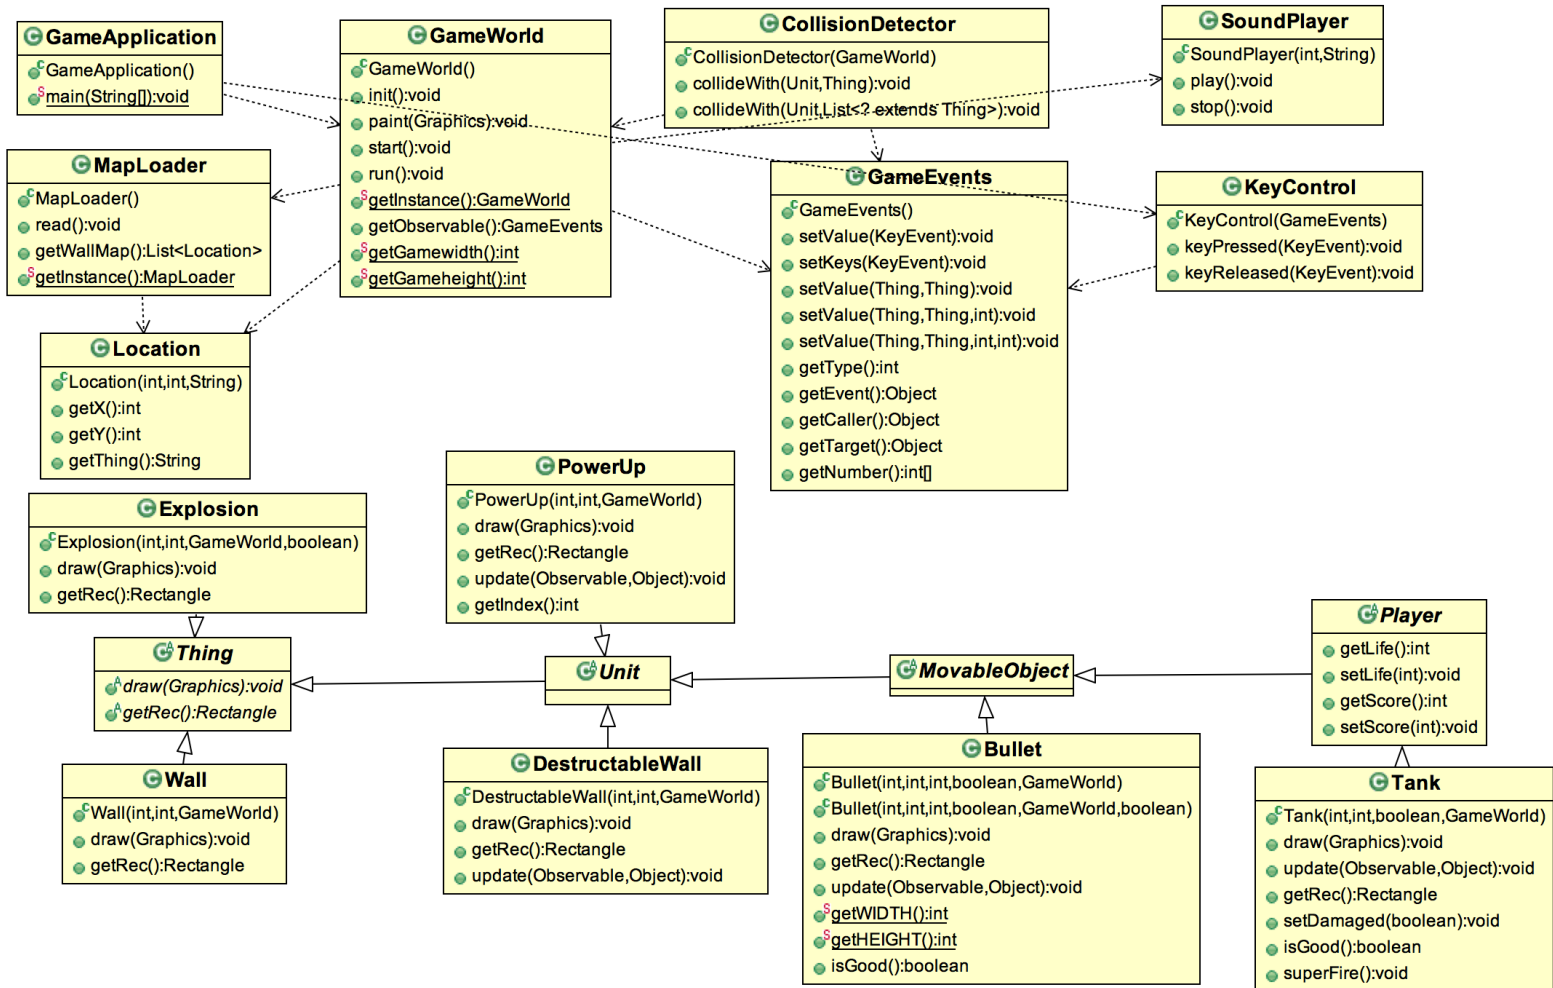 GameApplication
GameApplication()
main(String[]):void
GameWorld
GameWorld()
init():void
paint(Graphics):void
start():void
run():void
getInstance():GameWorld
getObservable():GameEvents
getGamewidth():int
getGameheight():int
CollisionDetector
CollisionDetector(GameWorld)
collideWith(Unit,Thing):void
collideWith(Unit,List<? extends Thing>):void
SoundPlayer
SoundPlayer(int,String)
play():void
stop():void
MapLoader
MapLoader()
read():void
getWallMap():List<Location>
getInstance():MapLoader
GameEvents
GameEvents()
setValue(KeyEvent):void
setKeys(KeyEvent):void
setValue(Thing,Thing):void
setValue(Thing,Thing,int):void
setValue(Thing,Thing,int,int):void
getType():int
getEvent():Object
getCaller():Object
getTarget():Object
getNumber():int[]
KeyControl
KeyControl(GameEvents)
keyPressed(KeyEvent):void
keyReleased(KeyEvent):void
Location
Location(int,int,String)
getX():int
getY():int
getThing():String
PowerUp
PowerUp(int,int,GameWorld)
draw(Graphics):void
getRec():Rectangle
update(Observable,Object):void
getIndex():int
Explosion
Explosion(int,int,GameWorld,boolean)
draw(Graphics):void
getRec():Rectangle
Thing
draw(Graphics):void
getRec():Rectangle
Unit
MovableObject
Player
getLife():int
setLife(int):void
getScore():int
setScore(int):void
Wall
Wall(int,int,GameWorld)
draw(Graphics):void
getRec():Rectangle
DestructableWall
DestructableWall(int,int,GameWorld)
draw(Graphics):void
getRec():Rectangle
update(Observable,Object):void
Bullet
Bullet(int,int,int,boolean,GameWorld)
Bullet(int,int,int,boolean,GameWorld,boolean)
draw(Graphics):void
getRec():Rectangle
update(Observable,Object):void
getWIDTH():int
getHEIGHT():int
isGood():boolean
Tank
Tank(int,int,boolean,GameWorld)
draw(Graphics):void
update(Observable,Object):void
getRec():Rectangle
setDamaged(boolean):void
isGood():boolean
superFire():void